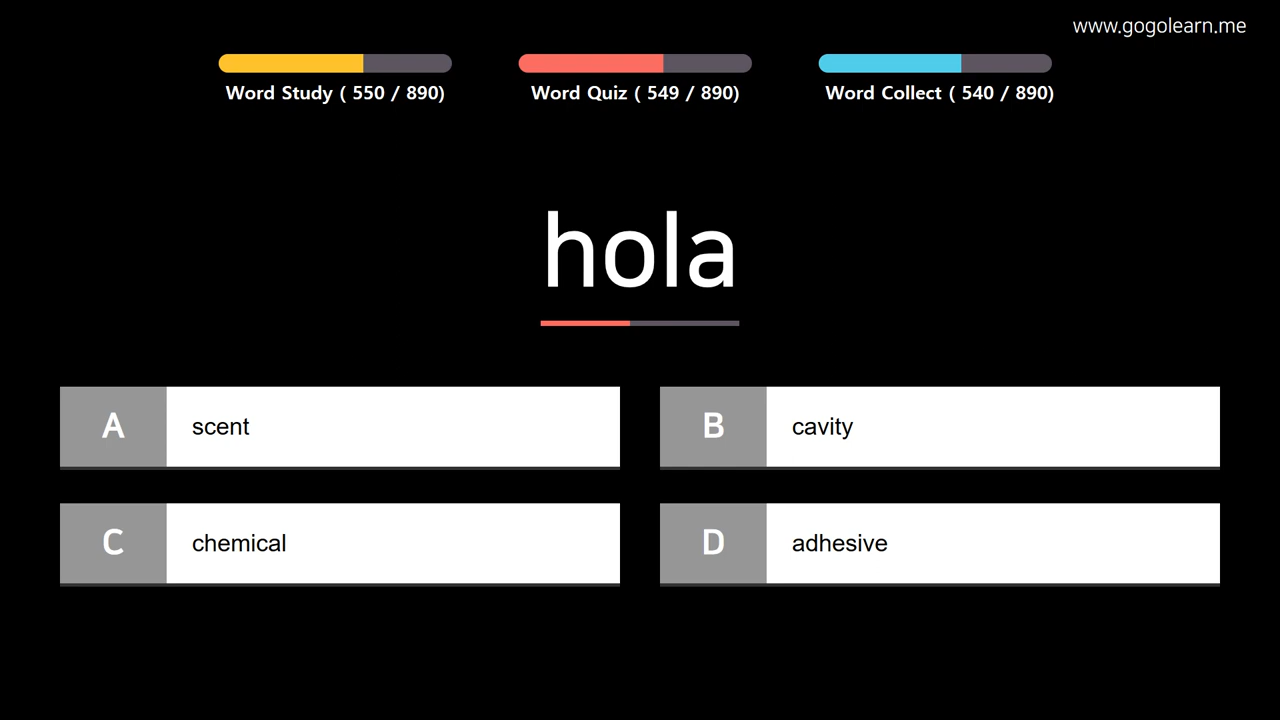 www.gogolearn.me
Word Study ( 550 / 890)
Word Quiz ( 549 / 890)
Word Collect ( 540 / 890)
hola
A scent
B cavity
C chemical
D adhesive